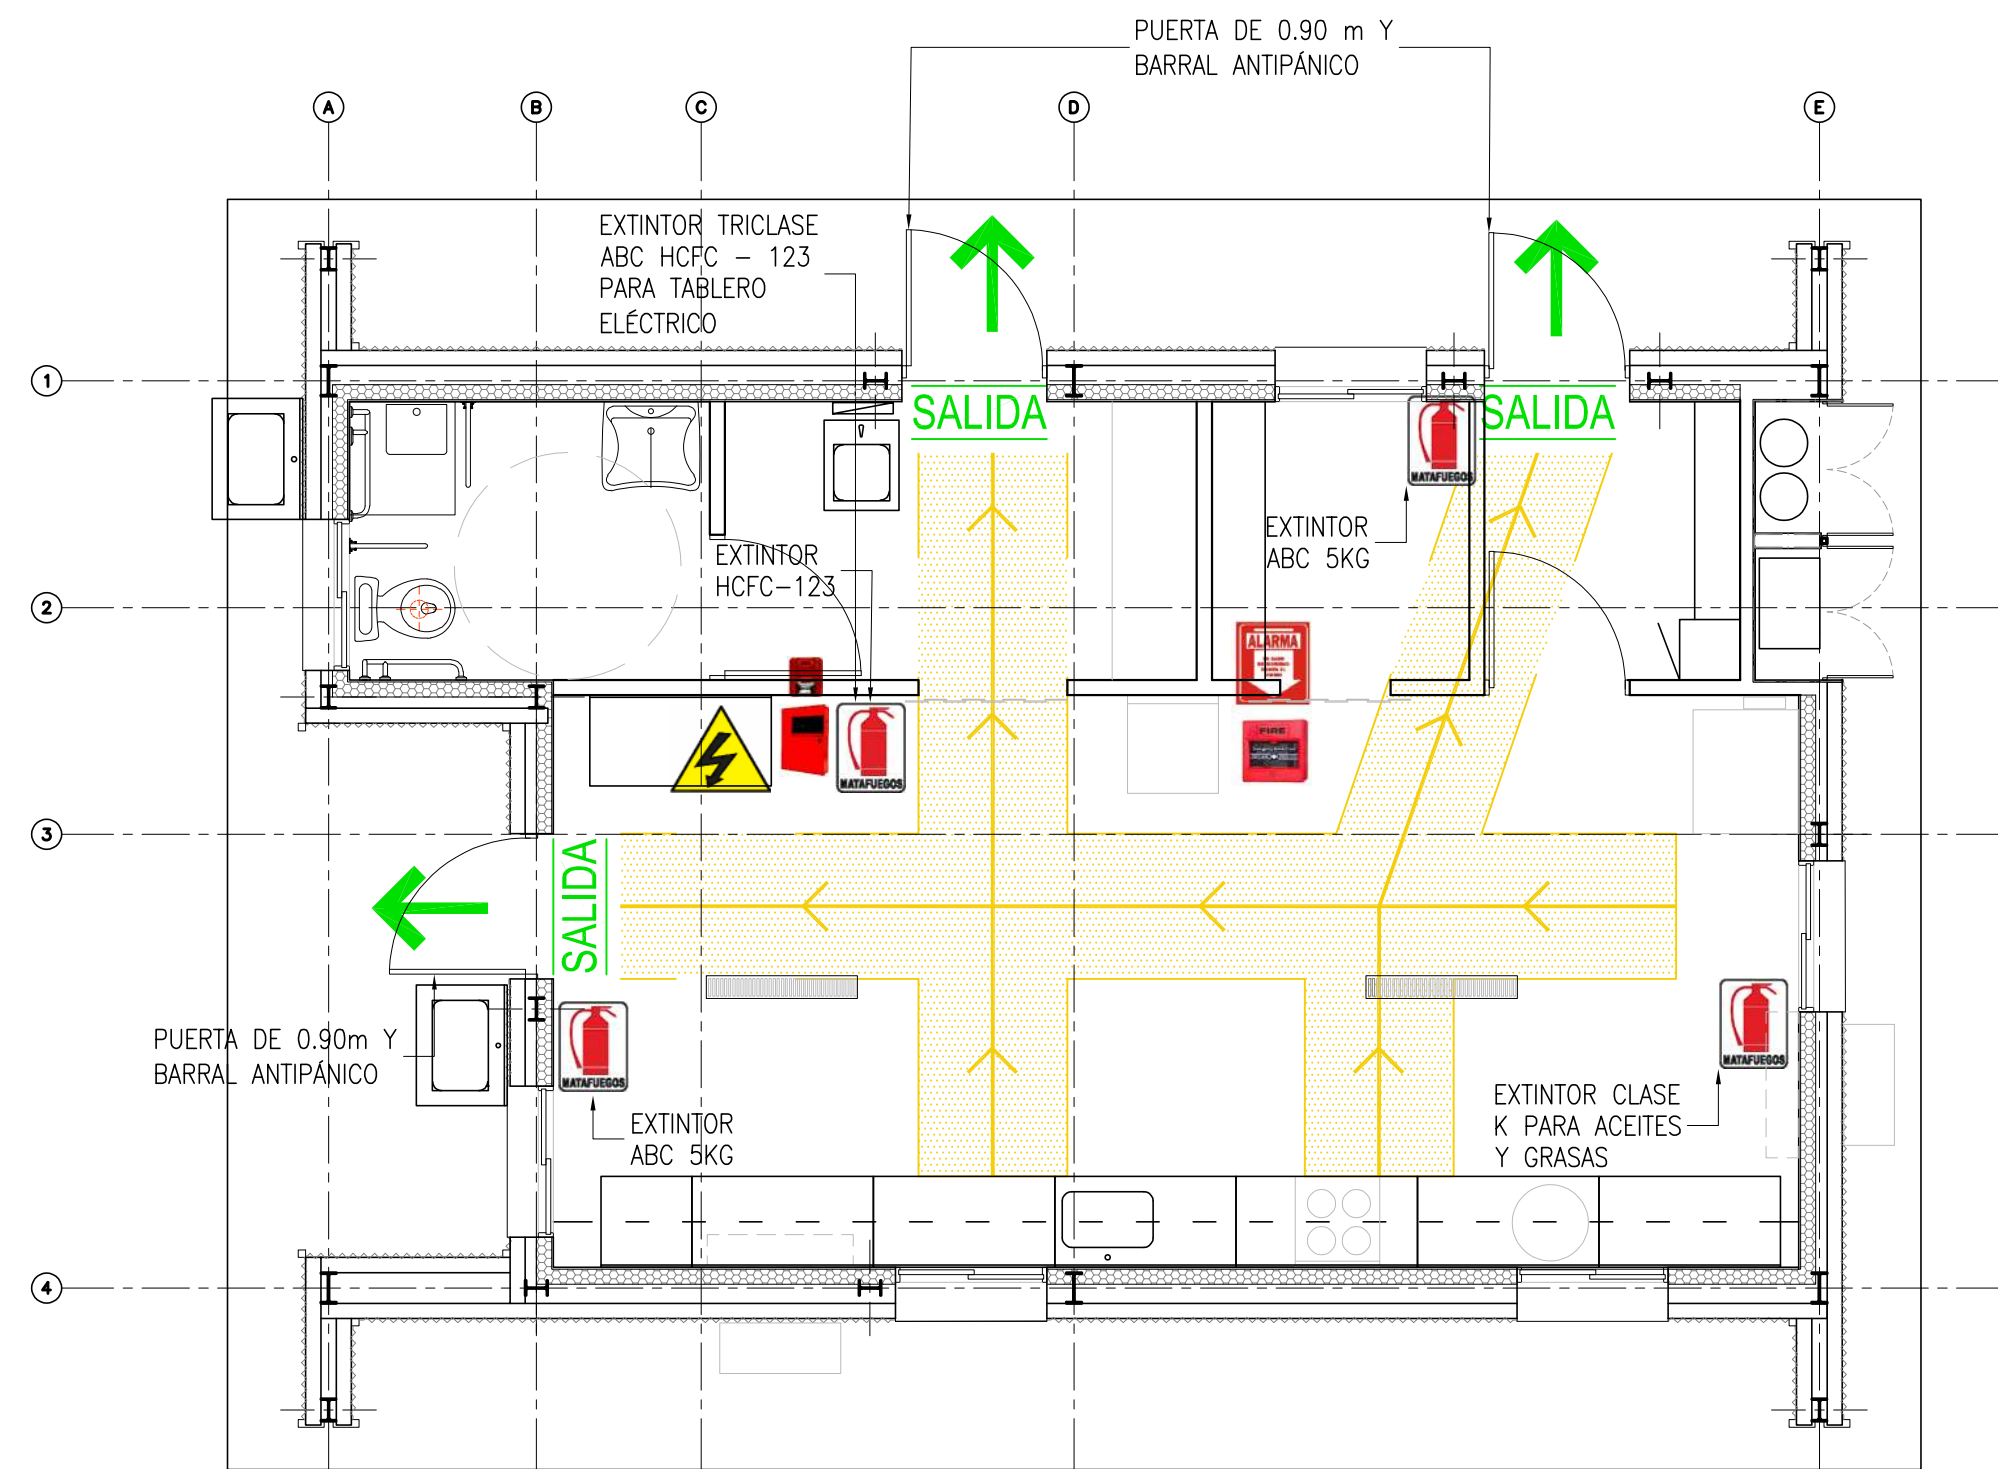 PUERTA DE 0.90 m Y
BARRAL ANTIPÁNICO
A
B
C
D
E
EXTINTOR TRICLASE
ABC HCFC - 123
PARA TABLERO
ELÉCTRICO
1
SALIDA
SALIDA
MATAFUEGOS
EXTINTOR
ABC 5KG
EXTINTOR
HCFC-123
2
ALARMA
MATAFUEGOS
FIRE
3
SALIDA
MATAFUEGOS
MATAFUEGOS
PUERTA DE 0.90m Y
BARRAL ANTIPÁNICO
EXTINTOR
ABC 5KG
EXTINTOR CLASE
K PARA ACEITES
Y GRASAS
4